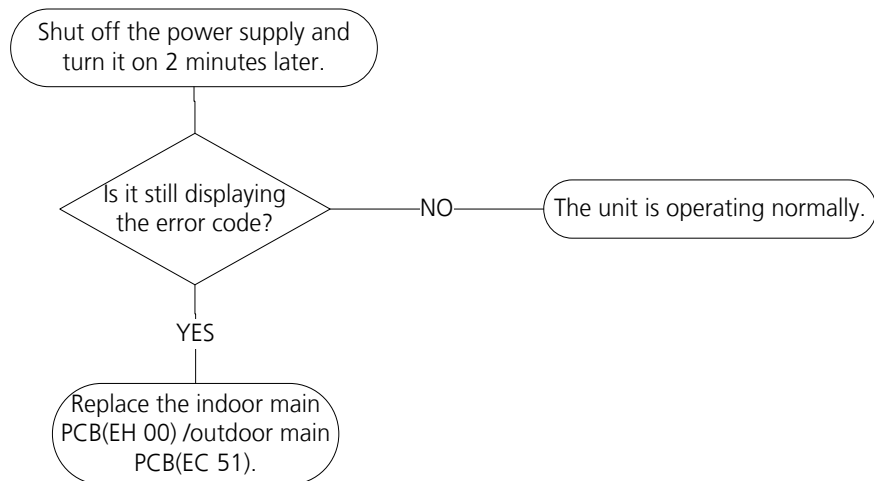 Shut off the power supply and
turn it on 2 minutes later.
Is it still displaying
the error code?
NO
The unit is operating normally.
YES
Replace the indoor main
PCB(EH 00) /outdoor main
PCB(EC 51).